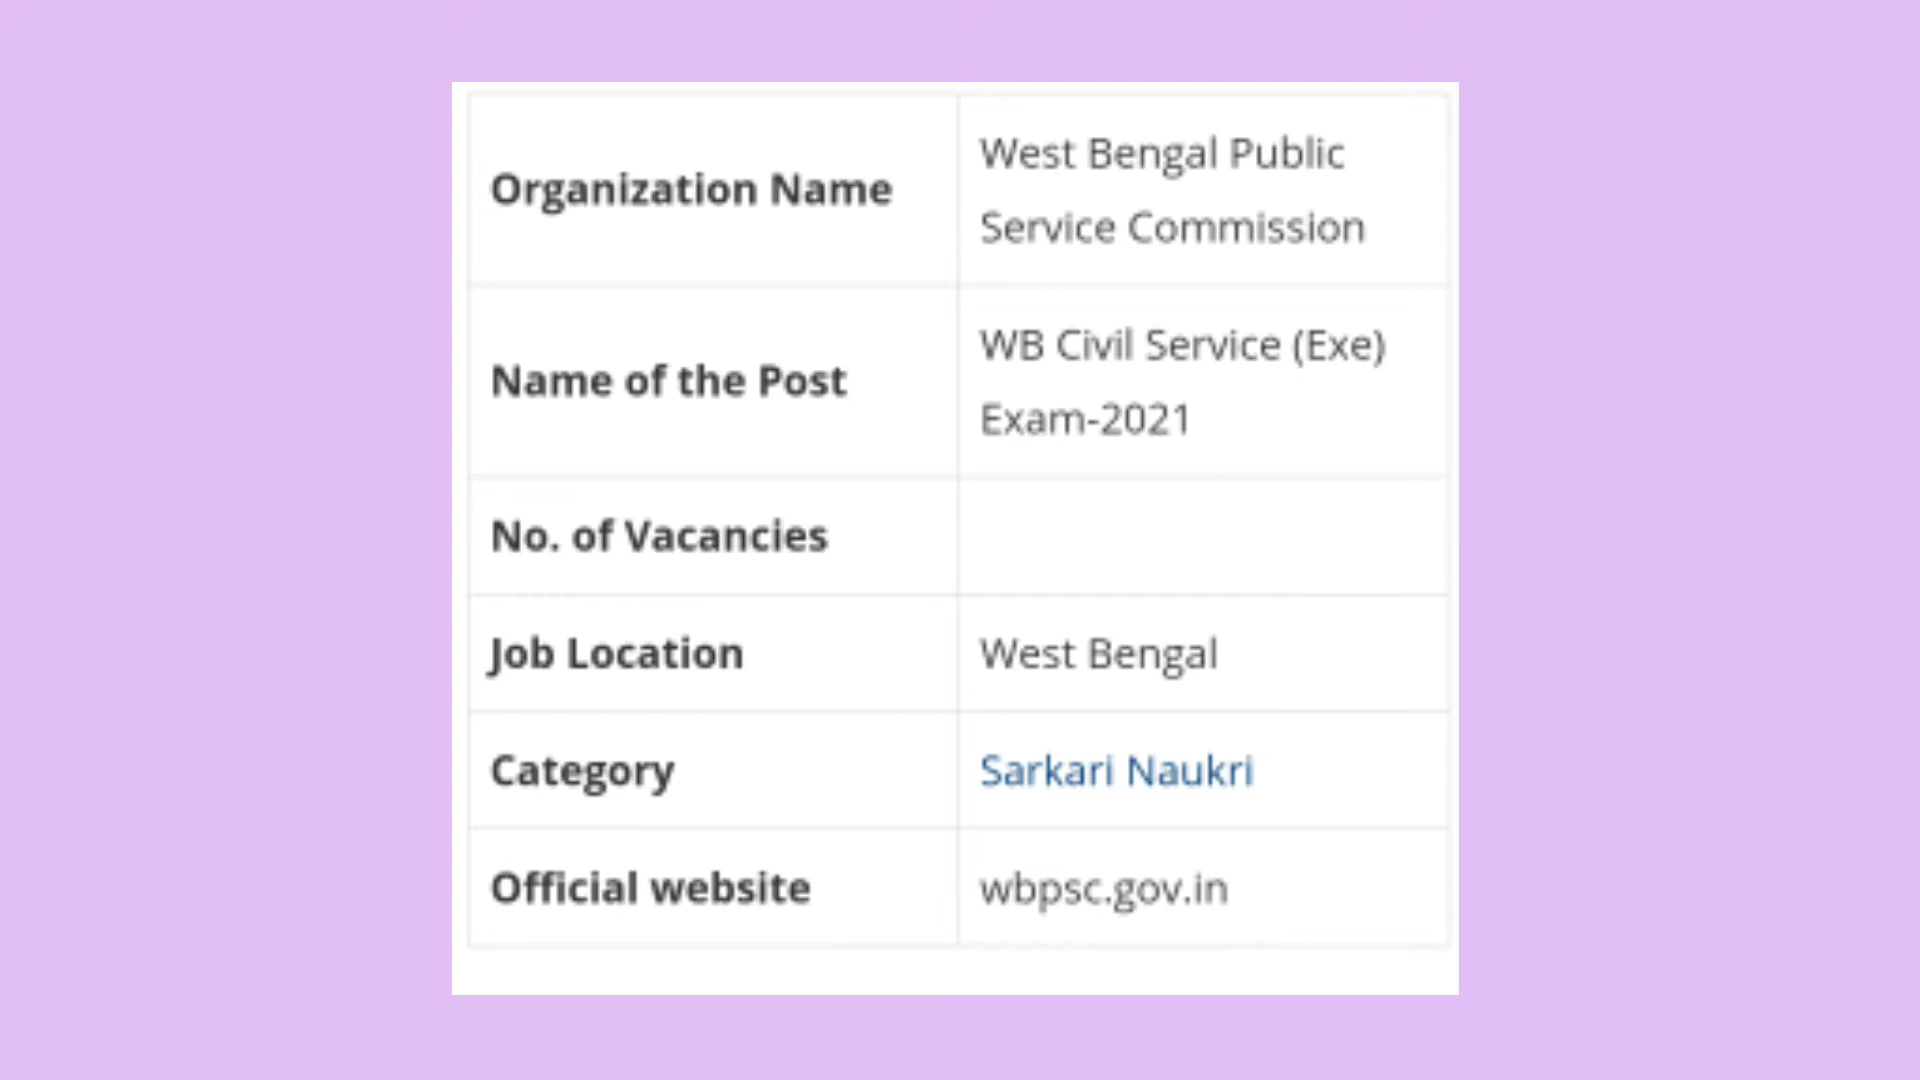 Organization Name
West Bengal Public
Service Commission
Name of the Post
WB Civil Service (Exe)
Exam-2021
No. of Vacancies
Job Location
West Bengal
Category
Sarkari Naukri
Official website
wbpsc.gov.in